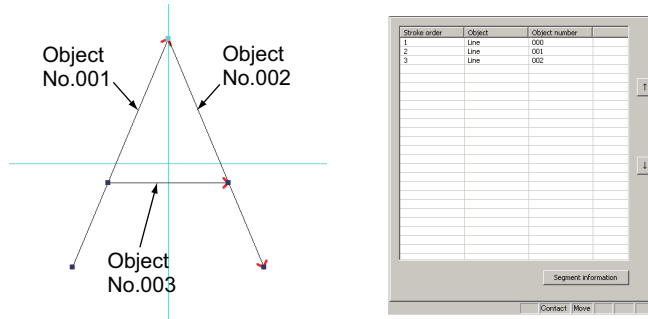 Object
No.001
Object
No.002
Object
No.003
Stroke order Object Object number
1 Line 000
2 Line 001
3 Line 002
↑
↓
Segment information
Contact Move